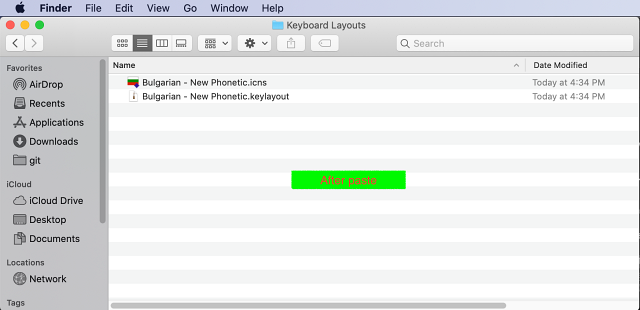 Finder File Edit View Go Window Help
Keyboard Layouts
Search
Favorites
AirDrop
Recents
Applications
Downloads
git
iCloud
iCloud Drive
Desktop
Documents
Locations
Network
Tags
Name Date Modified
Bulgarian - New Phonetic.icns Today at 4:34 PM
Bulgarian - New Phonetic.keylayout Today at 4:34 PM
After paste